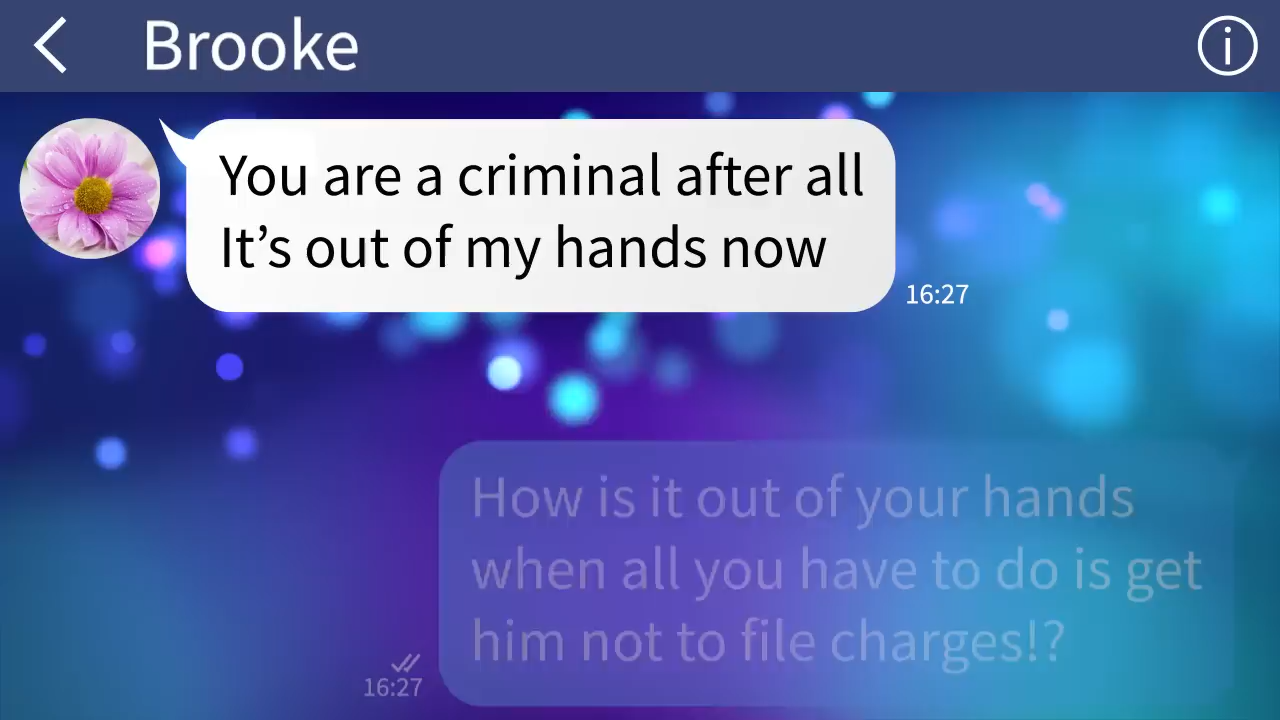 Brooke
You are a criminal after all
It’s out of my hands now
16:27
How is it out of your hands
when all you have to do is get
him not to file charges!?
16:27